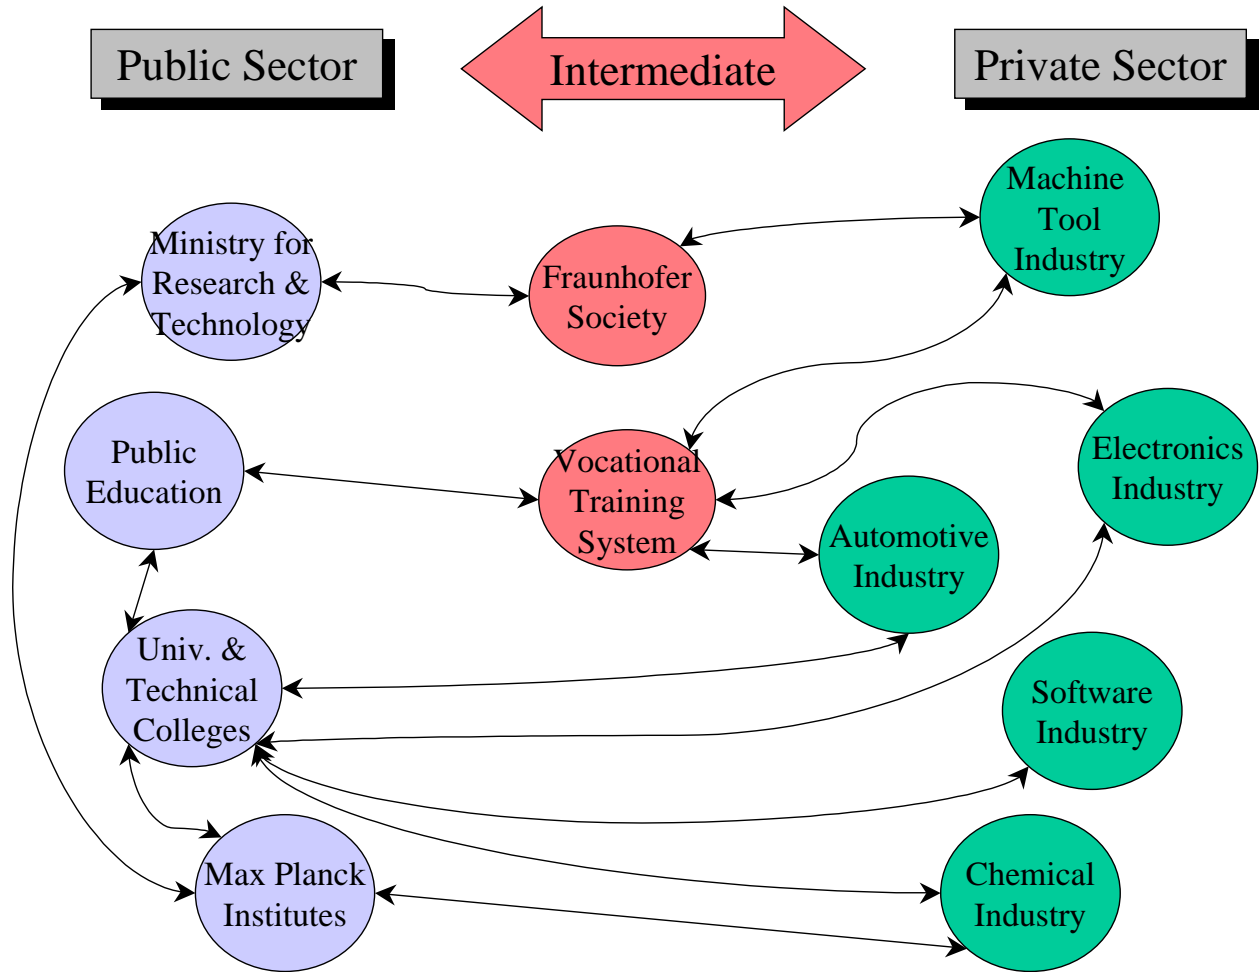 Public Sector
Intermediate
Private Sector
Machine
Tool
Industry
Ministry for
Research &
Technology
Fraunhofer
Society
Public
Education
Vocational
Training
System
Electronics
Industry
Automotive
Industry
Univ. &
Technical
Colleges
Software
Industry
Max Planck
Institutes
Chemical
Industry